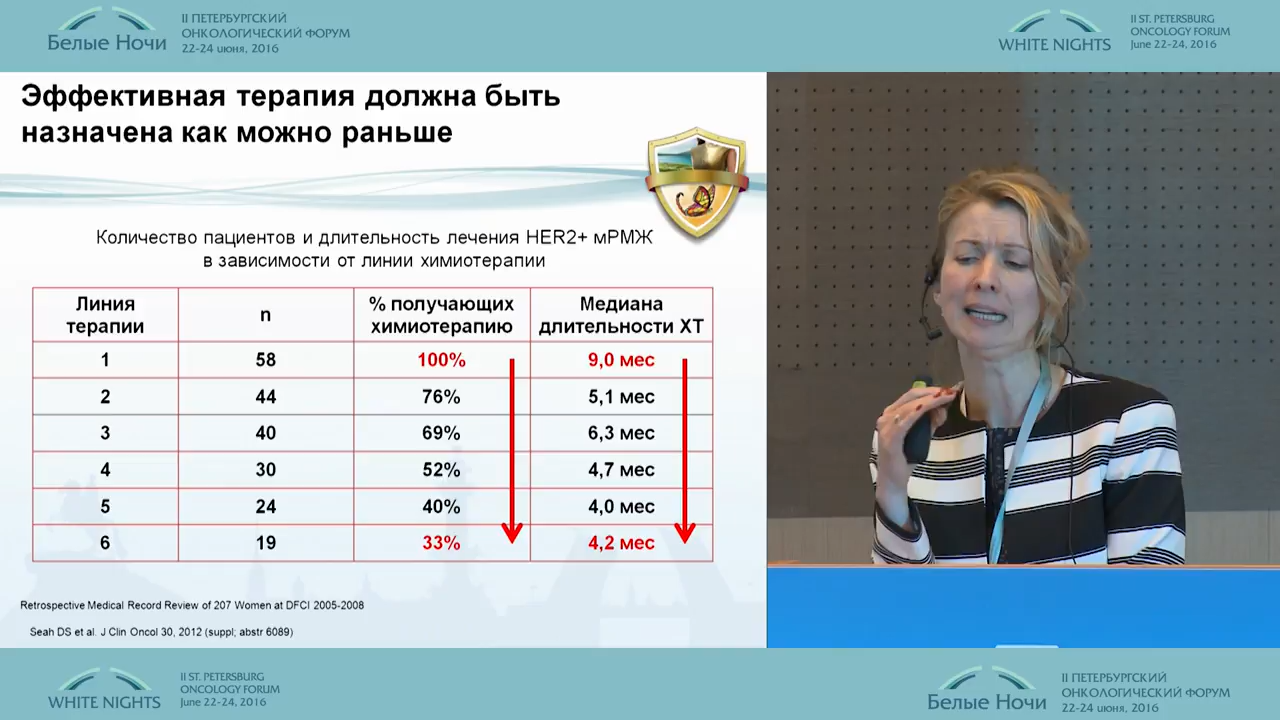 Белые Ночи
II ПЕТЕРБУРГСКИЙ
ОНКОЛОГИЧЕСКИЙ ФОРУМ
22-24 июня, 2016
WHITE NIGHTS
II ST. PETERSBURG
ONCOLOGY FORUM
June 22-24, 2016
Эффективная терапия должна быть
назначена как можно раньше
Количество пациентов и длительность лечения HER2+ мРМЖ
в зависимости от линии химиотерапии
Линия терапии n % получающих химиотерапию Медиана длительности ХТ
1 58 100% 9,0 мес
2 44 76% 5,1 мес
3 40 69% 6,3 мес
4 30 52% 4,7 мес
5 24 40% 4,0 мес
6 19 33% 4,2 мес
Retrospective Medical Record Review of 207 Women at DFCI 2005-2008
Seah DS et al. J Clin Oncol 30, 2012 (suppl; abstr 6089)
WHITE NIGHTS
II ST. PETERSBURG
ONCOLOGY FORUM
June 22-24, 2016
Белые Ночи
II ПЕТЕРБУРГСКИЙ
ОНКОЛОГИЧЕСКИЙ ФОРУМ
22-24 июня, 2016